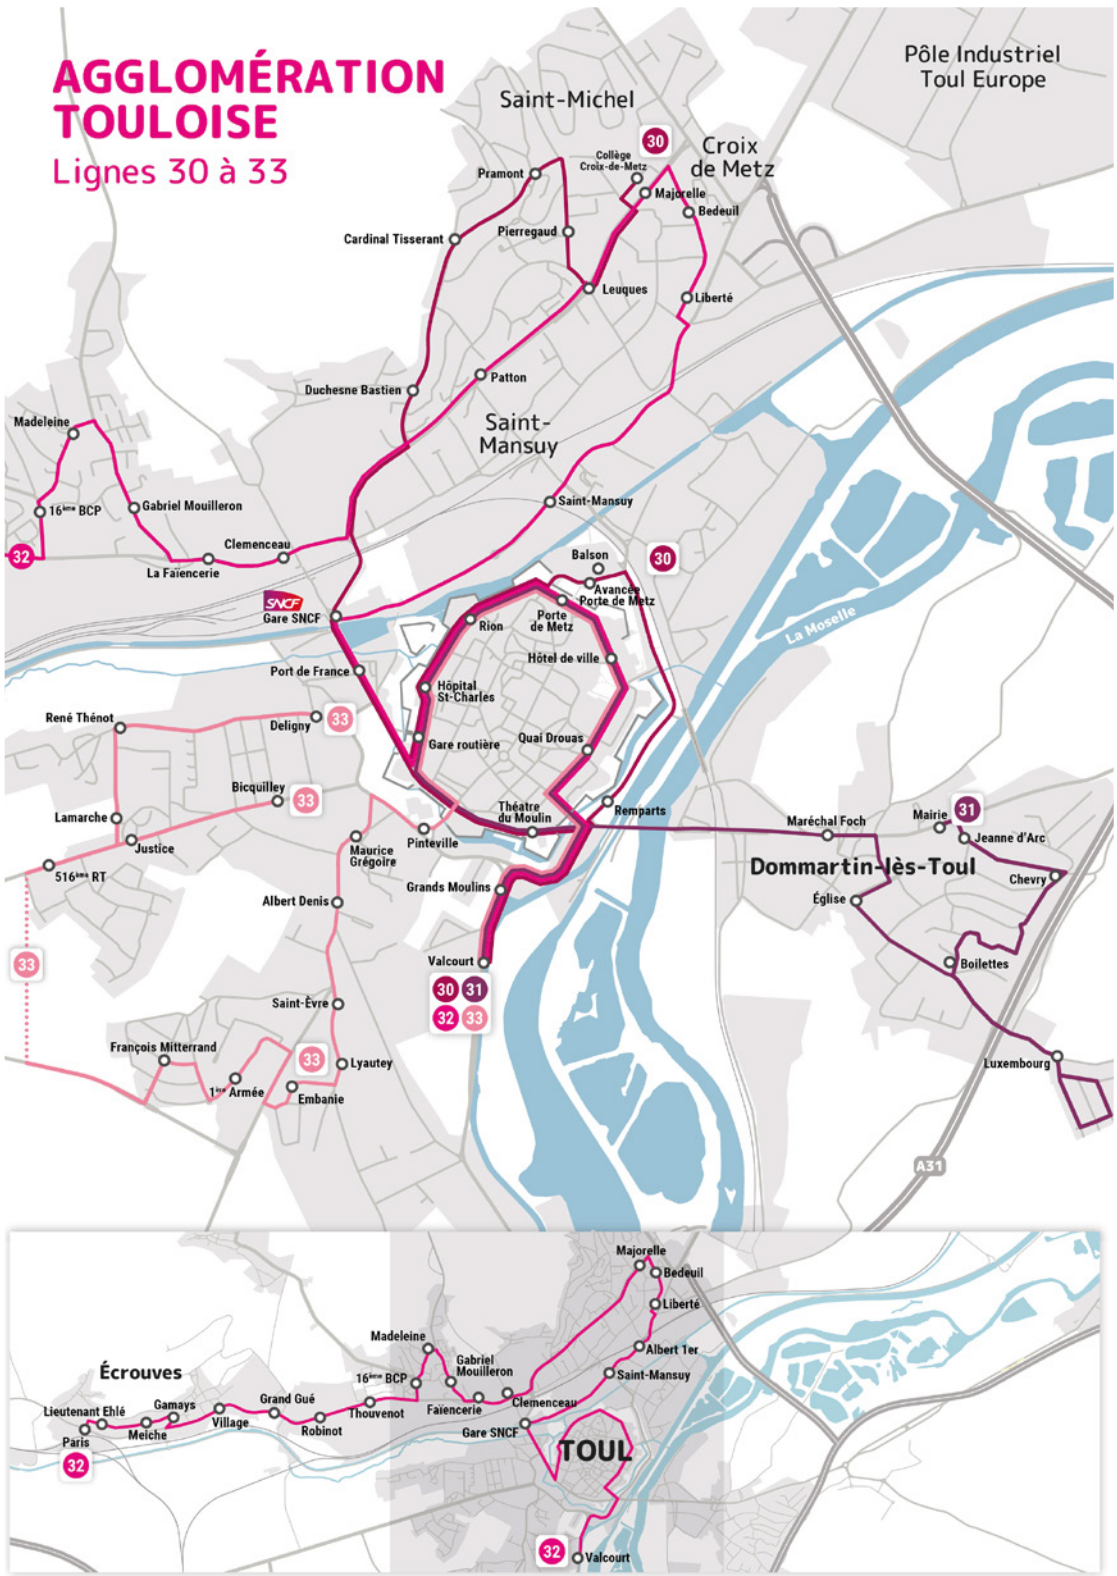 AGGLOMÉRATION
TOULOISE
Lignes 30 à 33
Pôle Industriel
Toul Europe
Saint-Michel
30
Croix
de Metz
Collège
Croix-de-Metz
Pramont
Majorelle
Bedeuil
Cardinal Tisserant
Pierregaud
Leuques
Liberté
Duchesne Bastien
Patton
Saint-
Mansuy
Madeleine
16ème BCP
Gabriel Mouilleron
Saint-Mansuy
Clemenceau
32
La Faïencerie
Balson
30
Avancée
Porte de Metz
SNCF
Gare SNCF
Rion
Porte
de Metz
La Moselle
Hôtel de ville
Port de France
Hôpital
St-Charles
René Thénot
Deligny
33
Gare routière
Quai Drouas
Bicquilley
33
Lamarche
Théatre
du Moulin
Remparts
Maréchal Foch
Mairie
31
Jeanne d'Arc
Justice
Maurice
Grégoire
Pinteville
516ème RT
Dommartin-lès-Toul
Chevry
Grands Moulins
Albert Denis
Église
33
Valcourt
Boilettes
30
31
32
33
Saint-Èvre
François Mitterrand
33
Lyautey
1ère Armée
Embanie
Luxembourg
A31
Majorelle
Bedeuil
Liberté
Madeleine
Albert 1er
Écrouves
Gabriel
Mouilleron
16ème BCP
Saint-Mansuy
Lieutenant Ehlé
Gamays
Grand Gué
Thouvenot
Faïencerie
Clemenceau
Paris
Meiche
Village
Robinot
Gare SNCF
TOUL
32
32
Valcourt